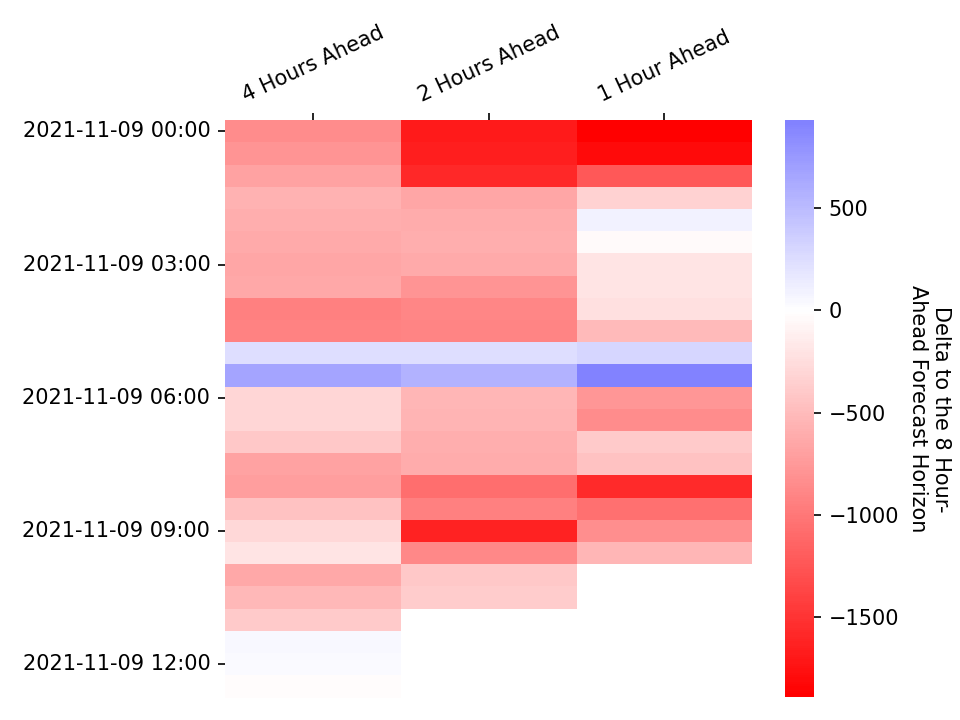 4 Hours Ahead
2 Hours Ahead
1 Hour Ahead
2021-11-09 00:00
2021-11-09 03:00
2021-11-09 06:00
2021-11-09 09:00
2021-11-09 12:00
500
0
−500
−1000
−1500
Delta to the 8 Hour-
Ahead Forecast Horizon